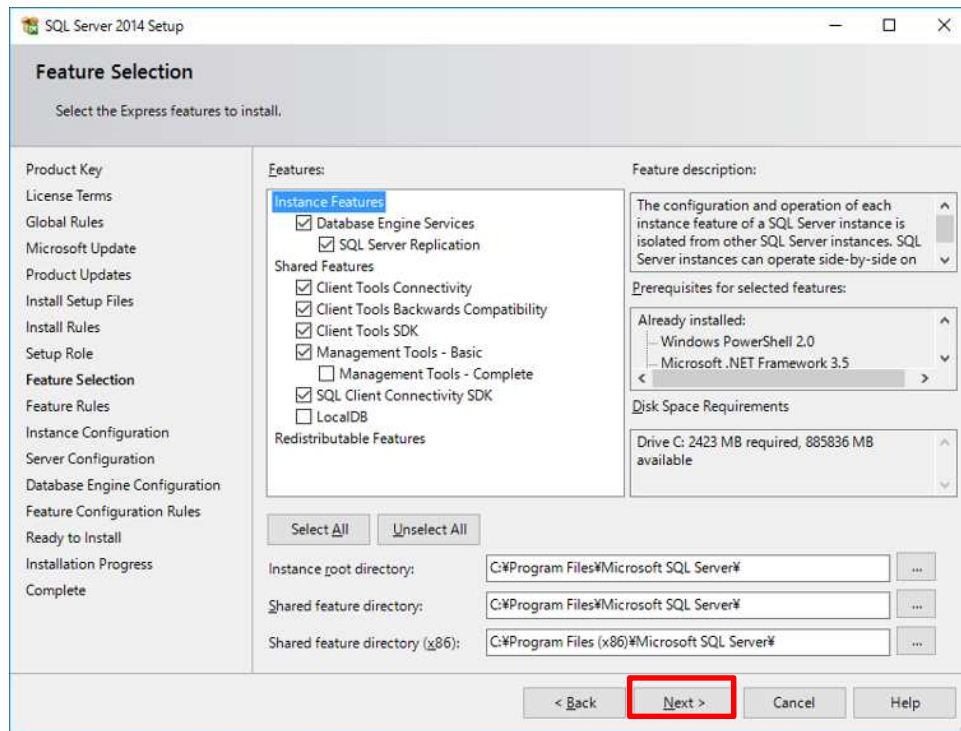 SQL Server 2014 Setup
Feature Selection
Select the Express features to install.
Product Key
License Terms
Global Rules
Microsoft Update
Product Updates
Install Setup Files
Install Rules
Setup Role
Feature Selection
Feature Rules
Instance Configuration
Server Configuration
Database Engine Configuration
Feature Configuration Rules
Ready to Install
Installation Progress
Complete
Features:
Instance Features
Database Engine Services
SQL Server Replication
Shared Features
Client Tools Connectivity
Client Tools Backwards Compatibility
Client Tools SDK
Management Tools - Basic
Management Tools - Complete
SQL Client Connectivity SDK
LocalDB
Redistributable Features
Feature description:
The configuration and operation of each
instance feature of a SQL Server instance is
isolated from other SQL Server instances. SQL
Server instances can operate side-by-side on
Prerequisites for selected features:
Already installed:
Windows PowerShell 2.0
Microsoft .NET Framework 3.5
Disk Space Requirements
Drive C: 2423 MB required, 885836 MB
available
Select All
Unselect All
Instance root directory:
C:¥Program Files¥Microsoft SQL Server¥
...
Shared feature directory:
C:¥Program Files¥Microsoft SQL Server¥
...
Shared feature directory (x86):
C:¥Program Files (x86)¥Microsoft SQL Server¥
...
< Back
Next >
Cancel
Help